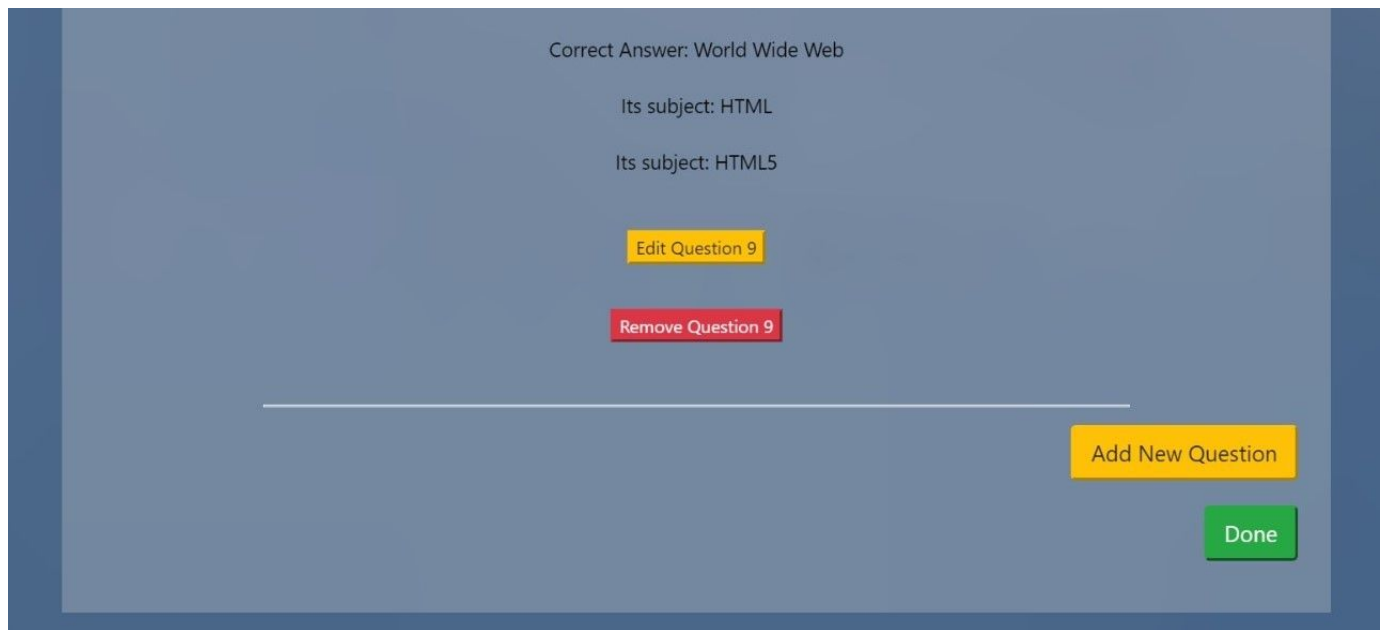 Correct Answer: World Wide Web
Its subject: HTML
Its subject: HTML5
Edit Question 9
Remove Question 9
Add New Question
Done